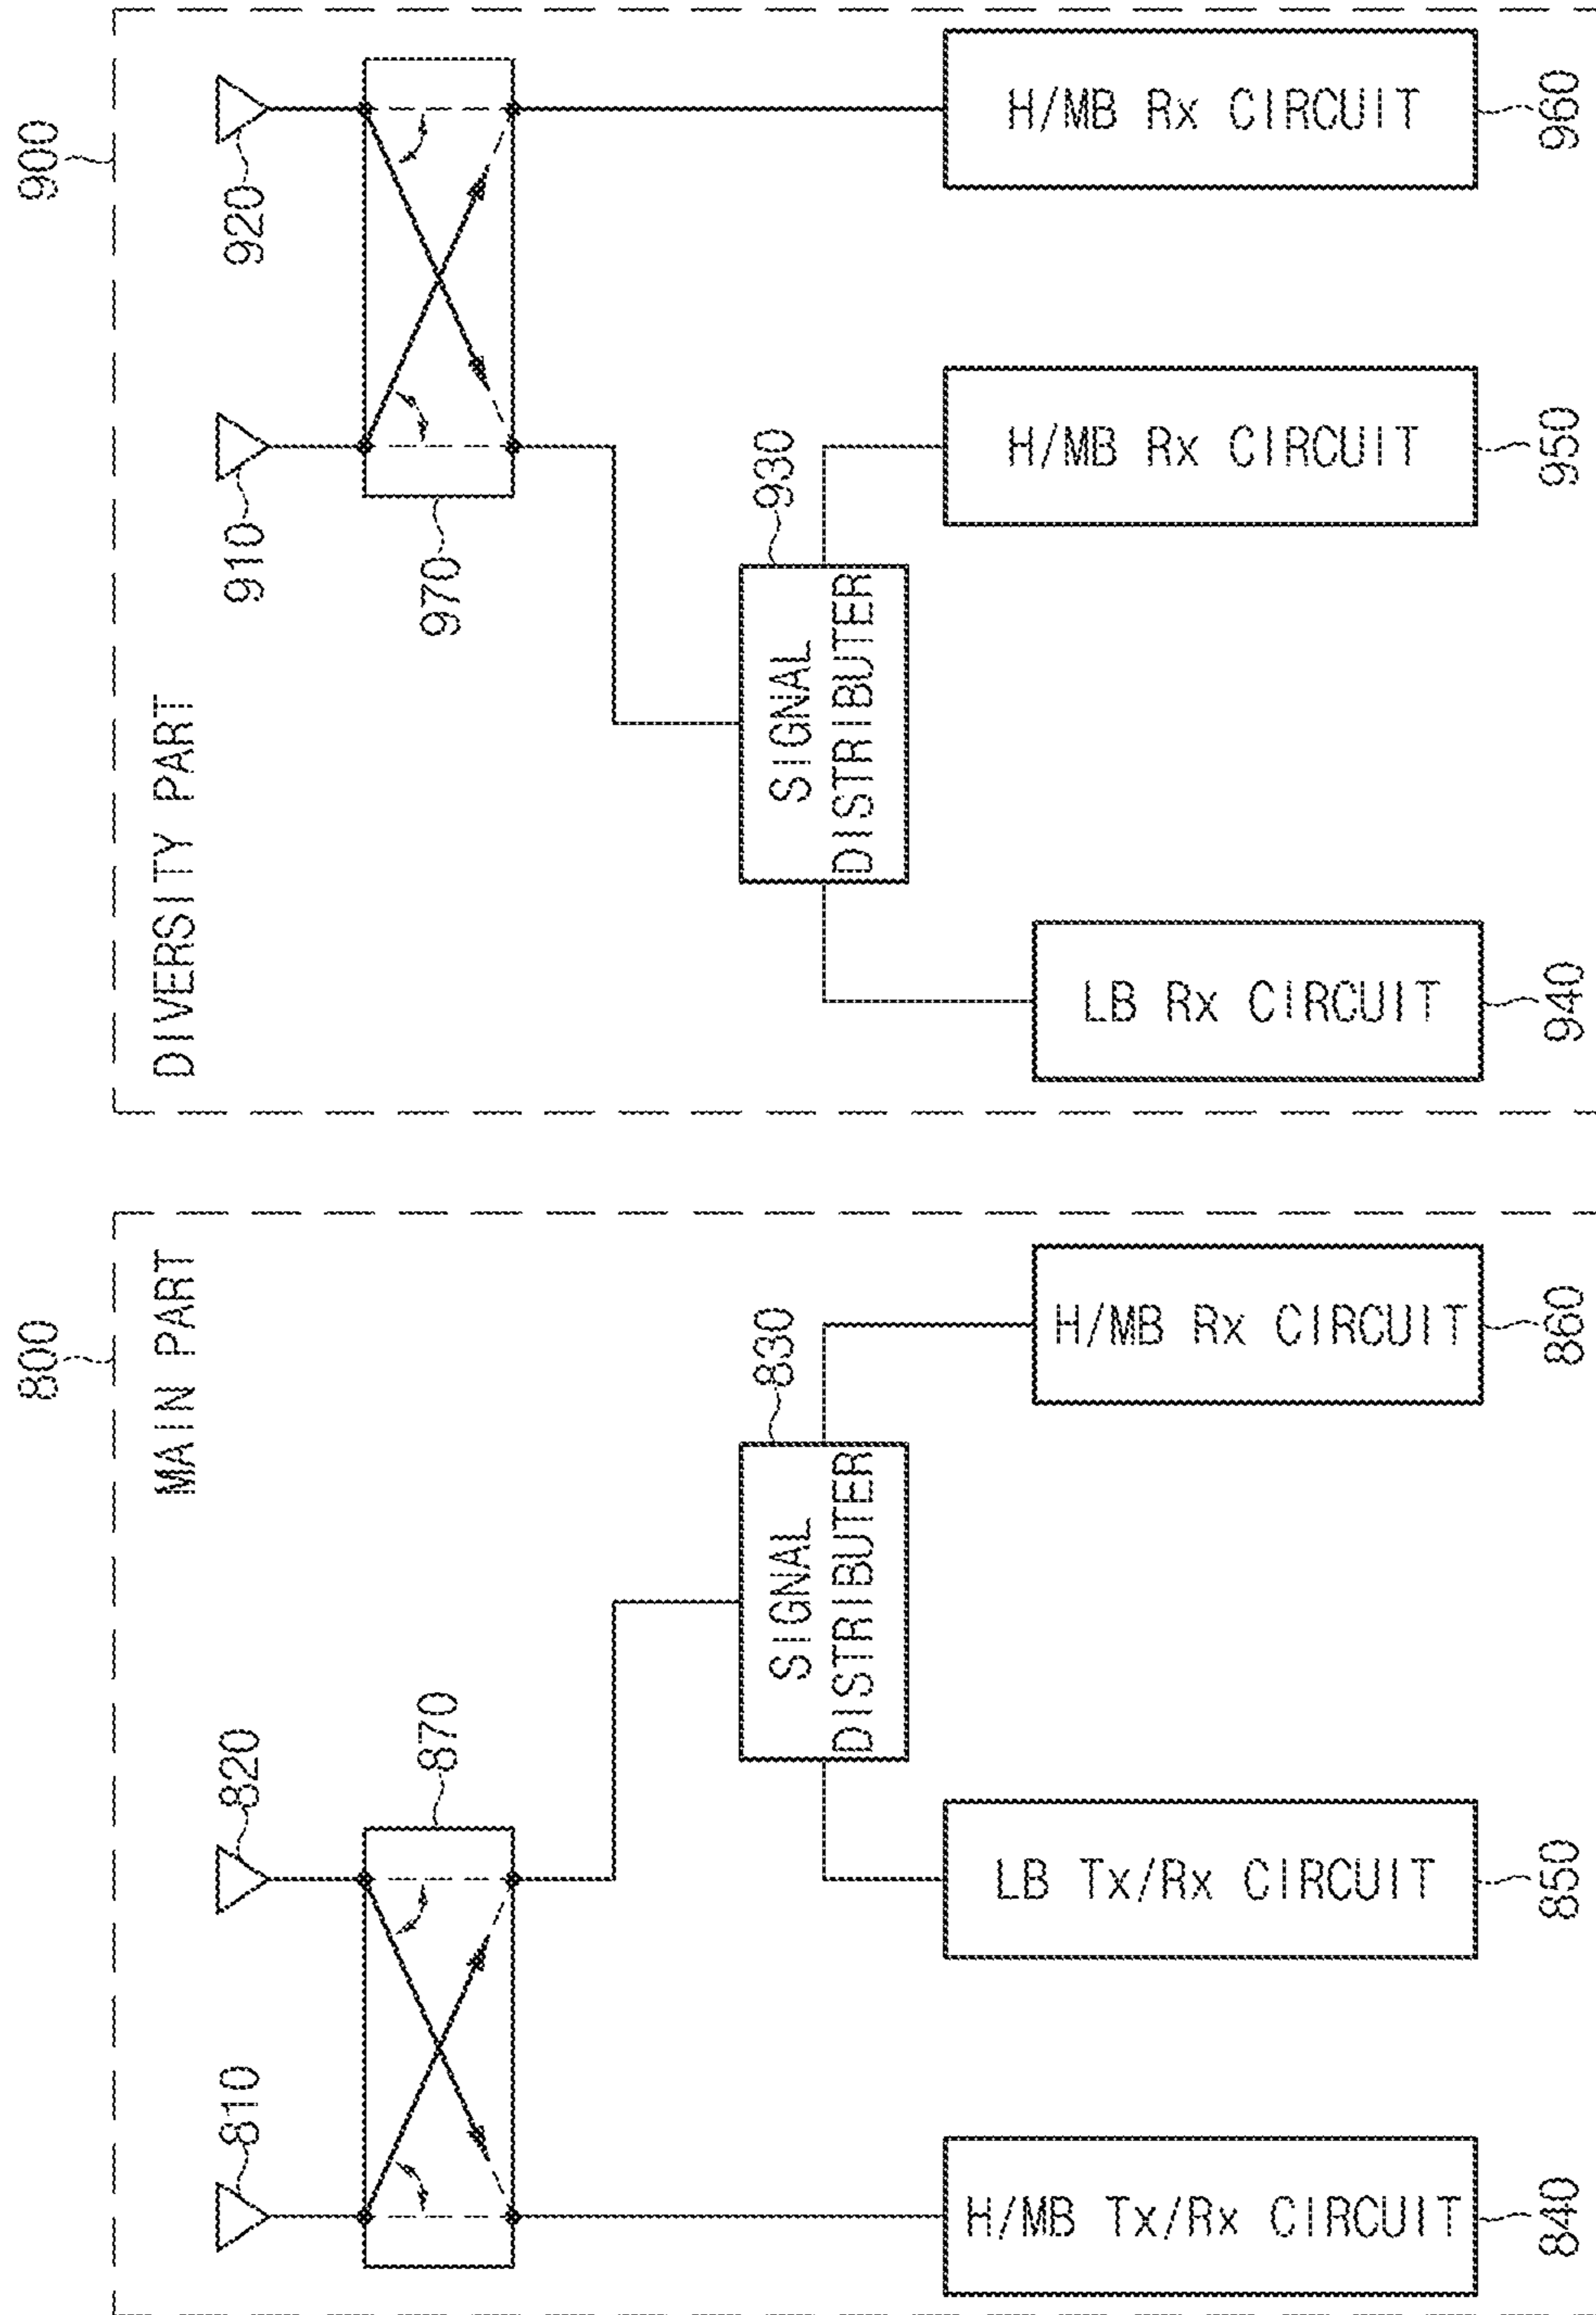 800
MAIN PART
810
820
870
SIGNAL
DISTRIBUTER
830
H/MB Tx/Rx CIRCUIT
840
LB Tx/Rx CIRCUIT
850
H/MB Rx CIRCUIT
860
900
DIVERSITY PART
910
920
970
SIGNAL
DISTRIBUTER
930
LB Rx CIRCUIT
940
H/MB Rx CIRCUIT
950
H/MB Rx CIRCUIT
960